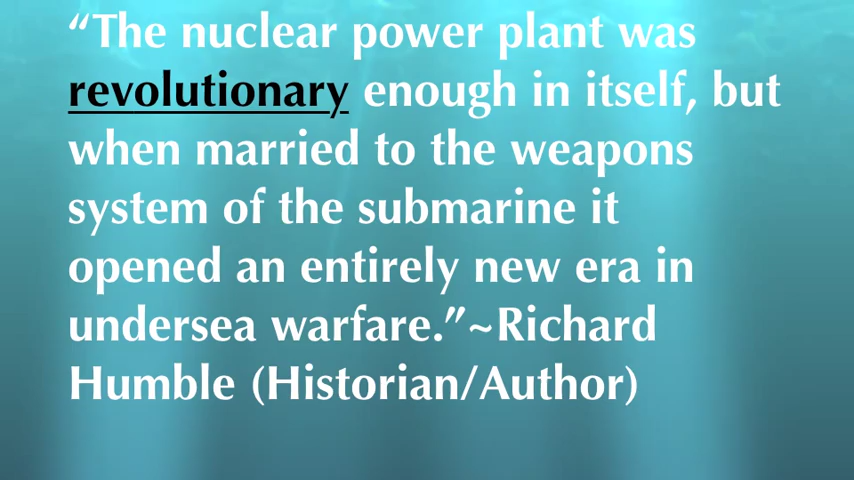 “The nuclear power plant was
revolutionary enough in itself, but
when married to the weapons
system of the submarine it
opened an entirely new era in
undersea warfare.”~Richard
Humble (Historian/Author)